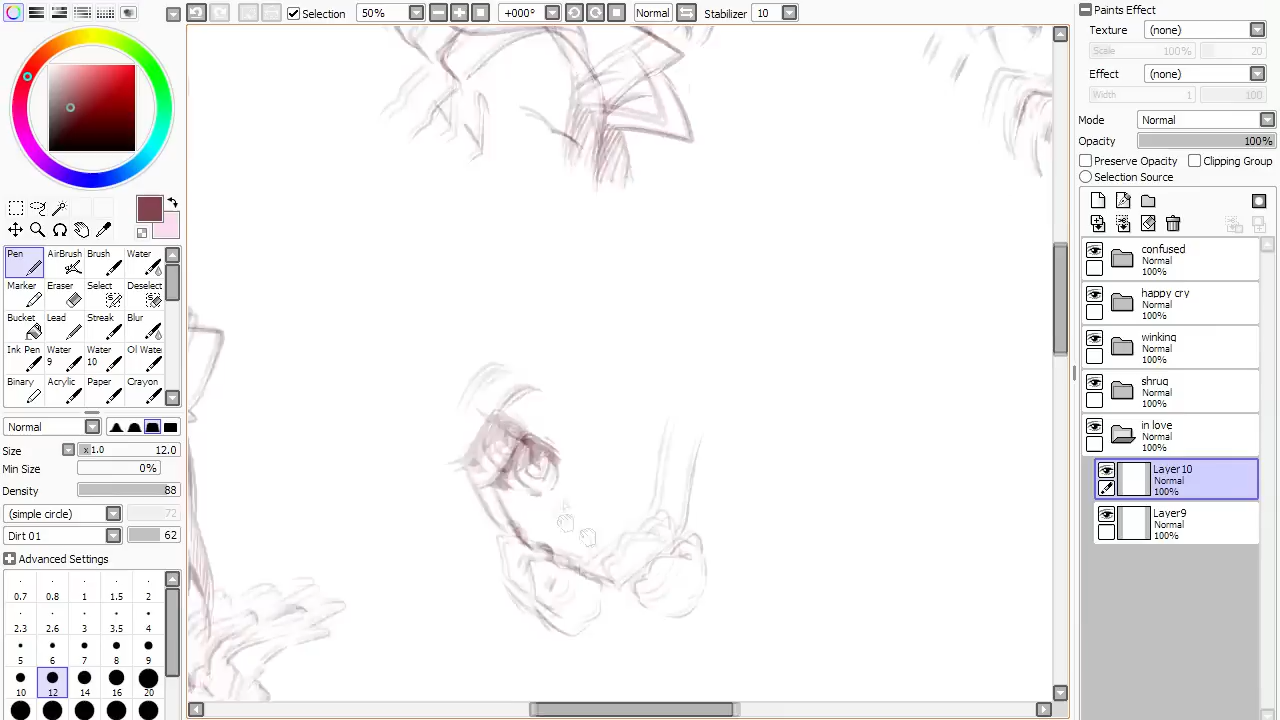 Selection
50%
+000°
Normal
Stabilizer
10
Pen
AirBrush
Brush
Water
Marker
Eraser
Select
Deselect
Bucket
Lead
Streak
Blur
Ink Pen
Water 9
Water 10
Oil Wate
Binary
Acrylic
Paper
Crayon
Normal
Size
x1.0
12.0
Min Size
0%
Density
88
(simple circle)
72
Dirt 01
62
Advanced Settings
0.7 0.8 1 1.5 2
2.3 2.6 3 3.5 4
5 6 7 8 9
10 12 14 16 20
Paints Effect
Texture
(none)
Scale
100%
20
Effect
(none)
Width
1
100
Mode
Normal
Opacity
100%
Preserve Opacity
Clipping Group
Selection Source
confused
Normal
100%
happy cry
Normal
100%
winking
Normal
100%
shrug
Normal
100%
in love
Normal
100%
Layer10
Normal
100%
Layer9
Normal
100%